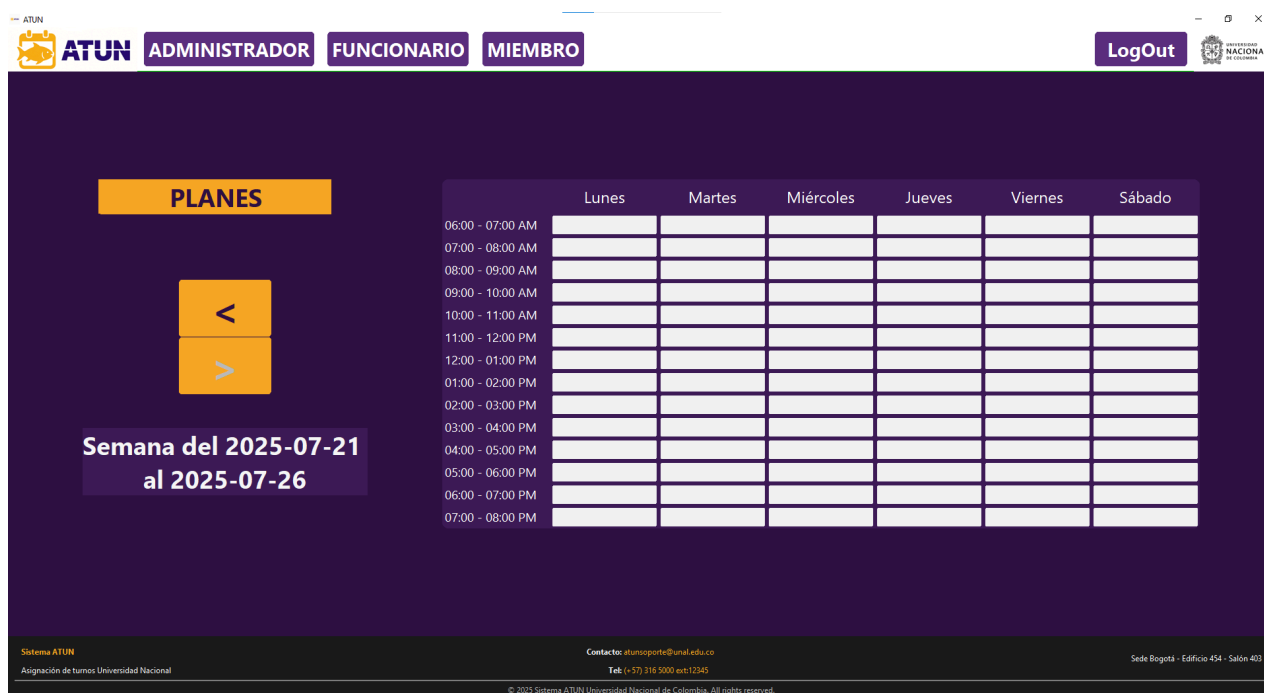 ATUN
ATUN ADMINISTRADOR FUNCIONARIO MIEMBRO LogOut UNIVERSIDAD NACIONA DE COLOMBIA
PLANES
Lunes Martes Miércoles Jueves Viernes Sábado
06:00 - 07:00 AM
07:00 - 08:00 AM
08:00 - 09:00 AM
09:00 - 10:00 AM
10:00 - 11:00 AM
11:00 - 12:00 PM
12:00 - 01:00 PM
01:00 - 02:00 PM
02:00 - 03:00 PM
03:00 - 04:00 PM
04:00 - 05:00 PM
05:00 - 06:00 PM
06:00 - 07:00 PM
07:00 - 08:00 PM
<
>
Semana del 2025-07-21
al 2025-07-26
Sistema ATUN
Asignación de turnos Universidad Nacional
Contacto: atunsoporte@unal.edu.co
Tel: (+57) 316 5000 ext:12345
Sede Bogotá - Edificio 454 - Salón 403
© 2025 Sistema ATUN Universidad Nacional de Colombia. All rights reserved.